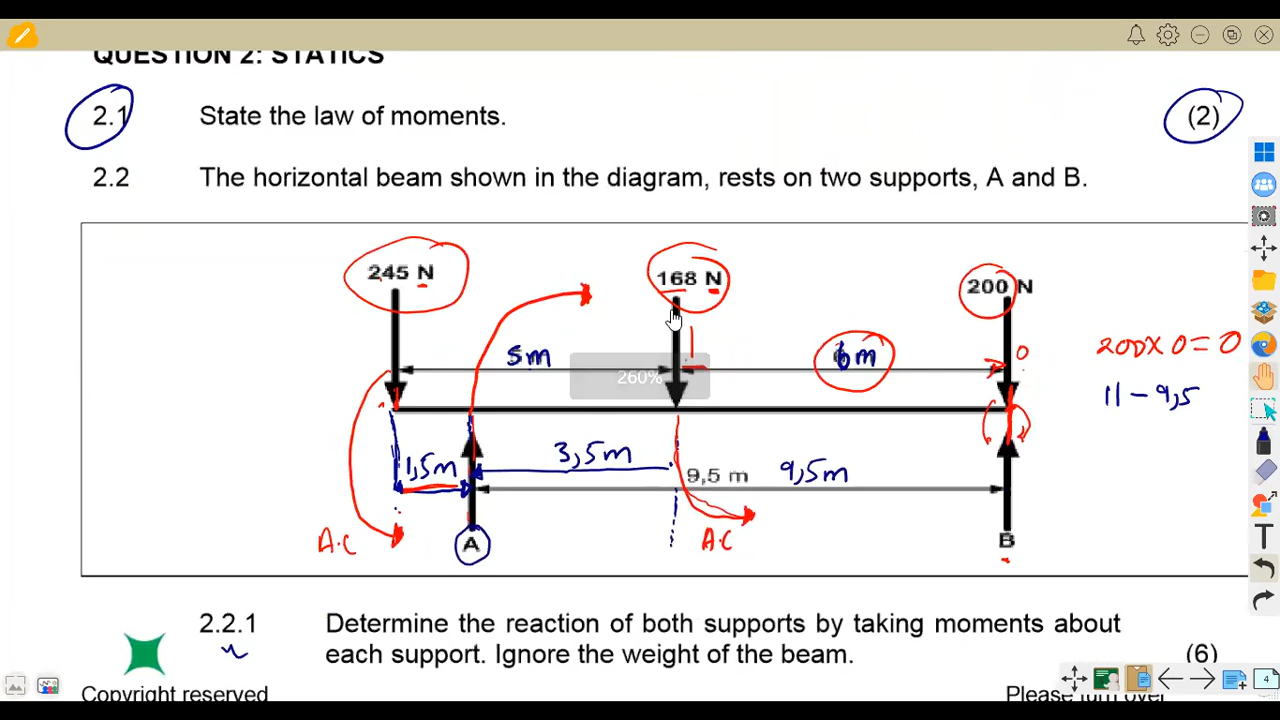 QUESTION 2: STATICS
2.1 State the law of moments. (2)
2.2 The horizontal beam shown in the diagram, rests on two supports, A and B.
245 N 168 N 200 N
200 X 0 = 0
5m 6m 0
260%
11 - 9,5
1,5m 3,5m 9,5 m 9,5m
A.C A A.C B
2.2.1 Determine the reaction of both supports by taking moments about
each support. Ignore the weight of the beam. (6)
Copyright reserved Please turn over
T
4